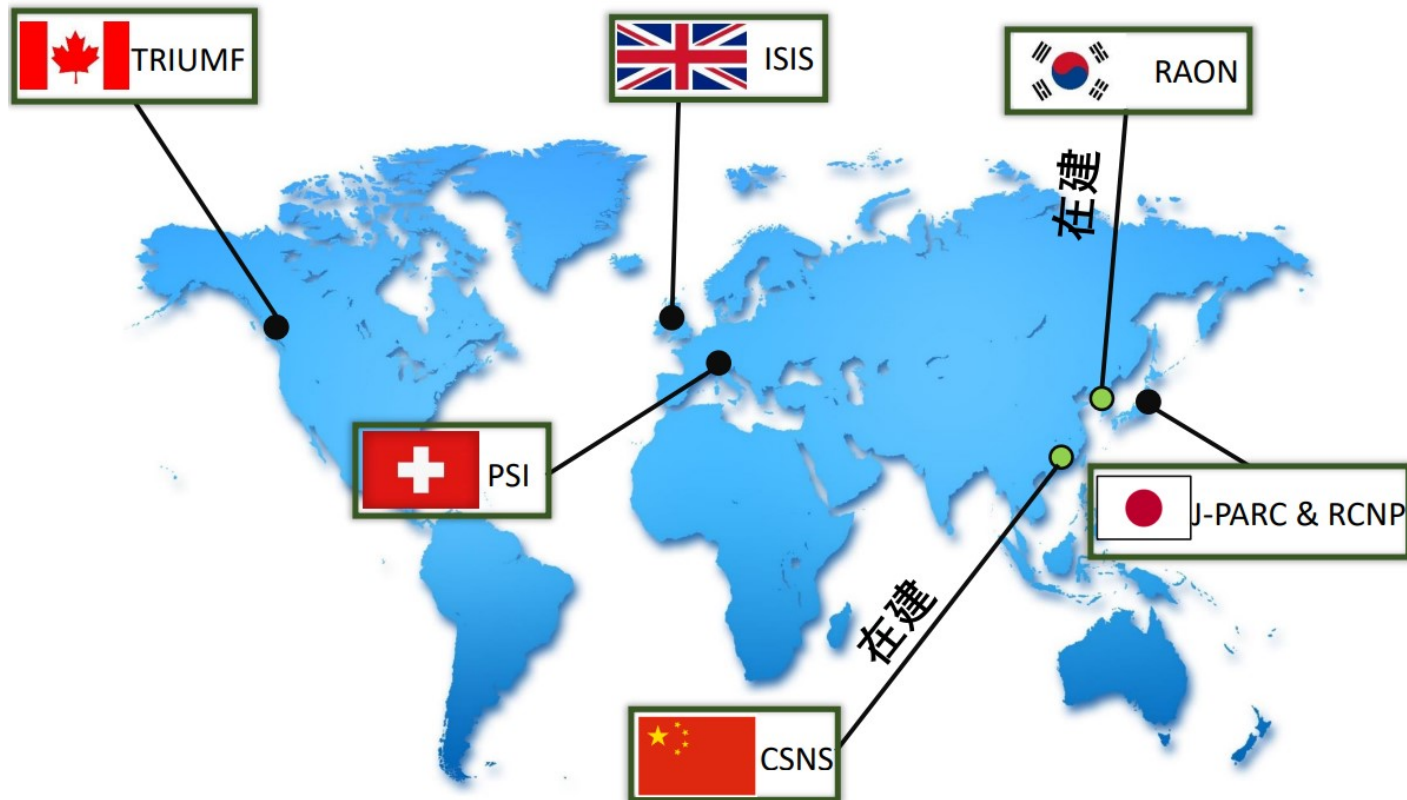 TRIUMF
ISIS
RAON
在建
PSI
J-PARC & RCNP
在建
CSNS